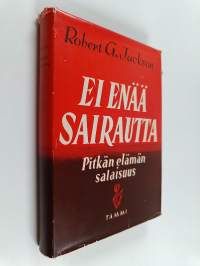 Robert G. Jackson
EI ENÄÄ
SAIRAUTTA
Pitkän elämän
salaisuus
TAMMI